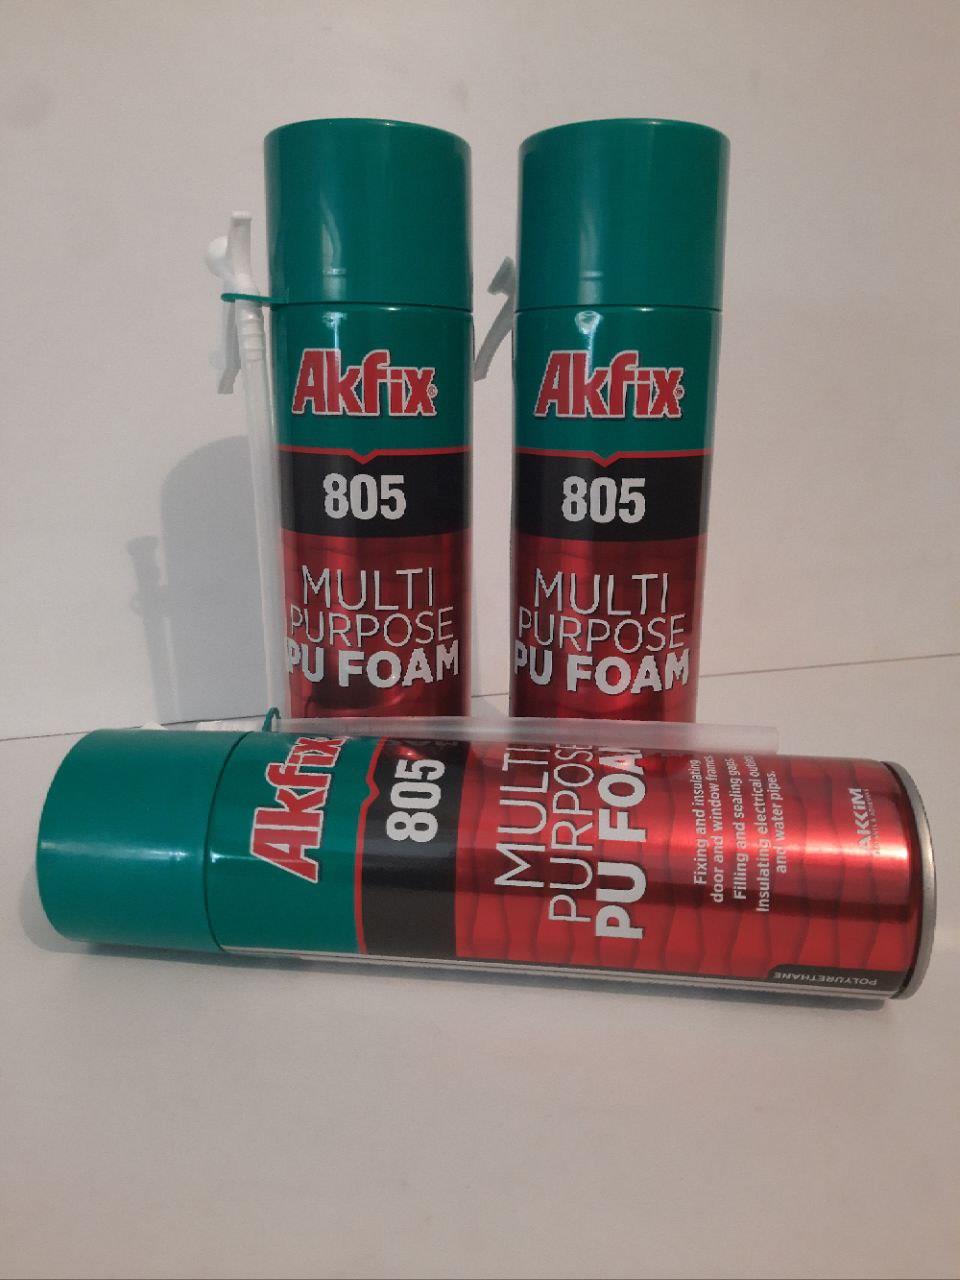 Akfix
805
MULTI
PURPOSE
PU FOAM
Akfix
805
MULTI
PURPOSE
PU FOAM
Akfix
805
MULTI
PURPOSE
PU FOAM
Fixing and insulating
door and window frames
Filling and sealing gaps
Insulating electrical outlets
and water pipes.
AKKİM
POLYURETHANE